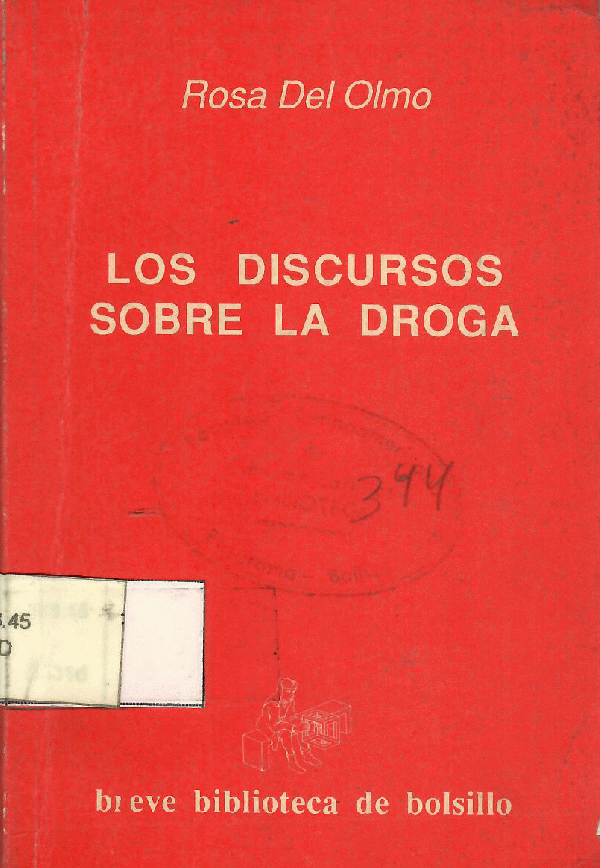 Rosa Del Olmo
LOS DISCURSOS
SOBRE LA DROGA
344
.45
D
breve biblioteca de bolsillo